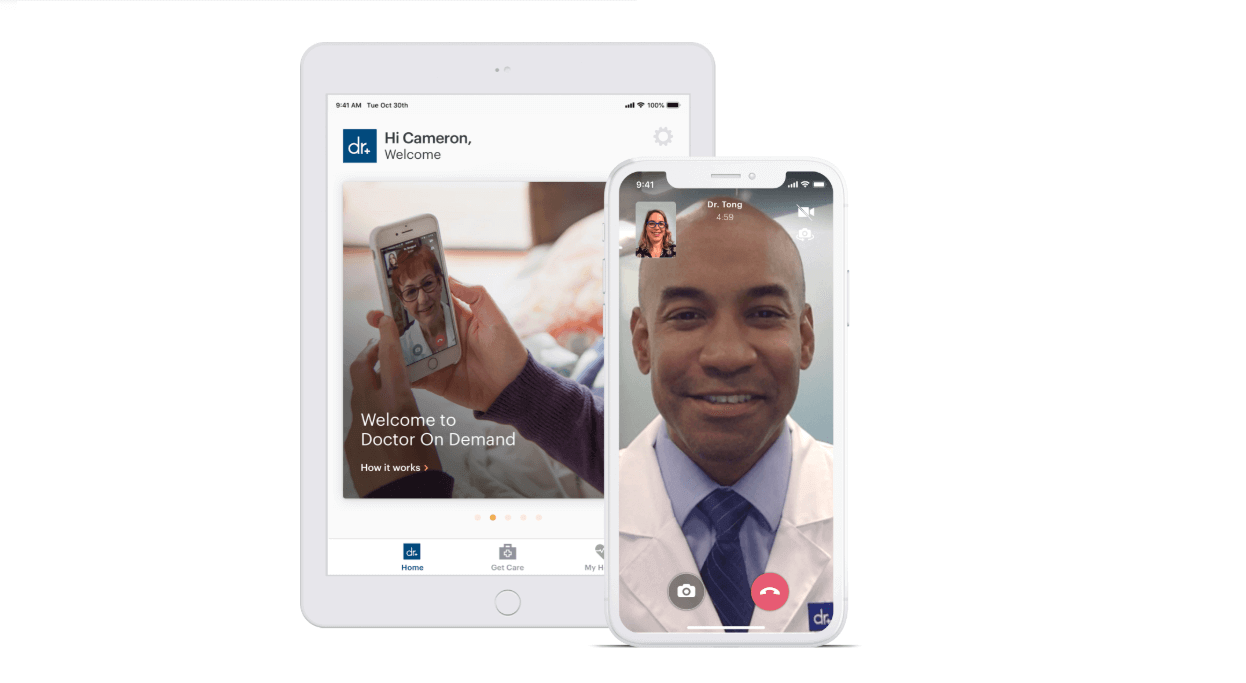 9:41 AM Tue Oct 30th
100%
dr+
Hi Cameron,
Welcome
Welcome to
Doctor On Demand
How it works >
dr+
Home
Get Care
My H
9:41
Dr. Tong
4:59
dr+